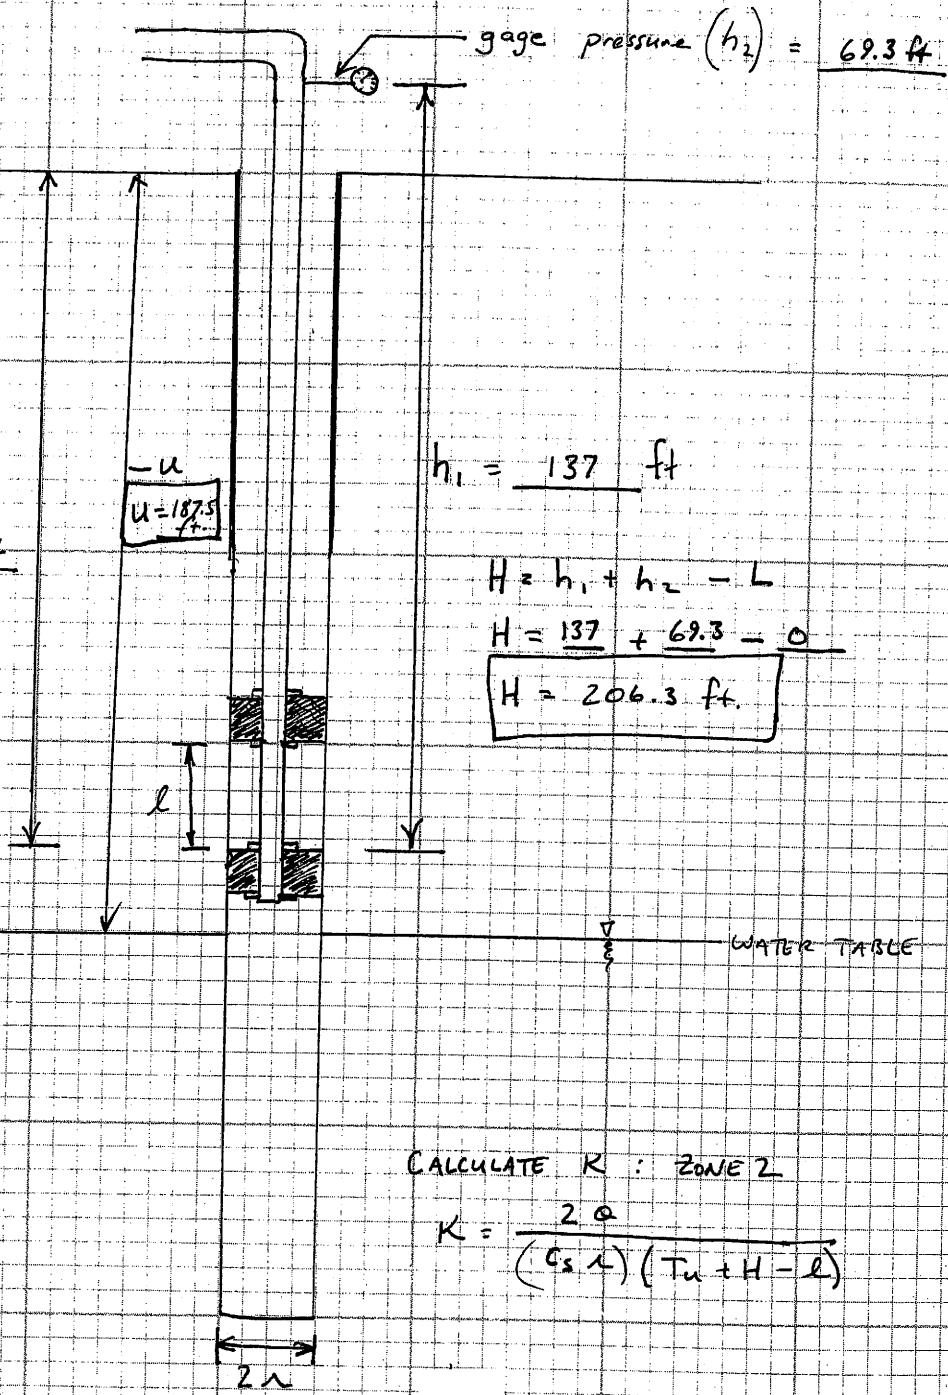 gage pressure (h₂) = 69.3 ft
- u
u = 187.5 ft.
h₁ = 137 ft
H = h₁ + h₂ - L
H = 137 + 69.3 - 0
H = 206.3 ft.
l
WATER TABLE
CALCULATE K : ZONE 2
K = 2 Q
(Cs r) (Tu + H - l)
2r